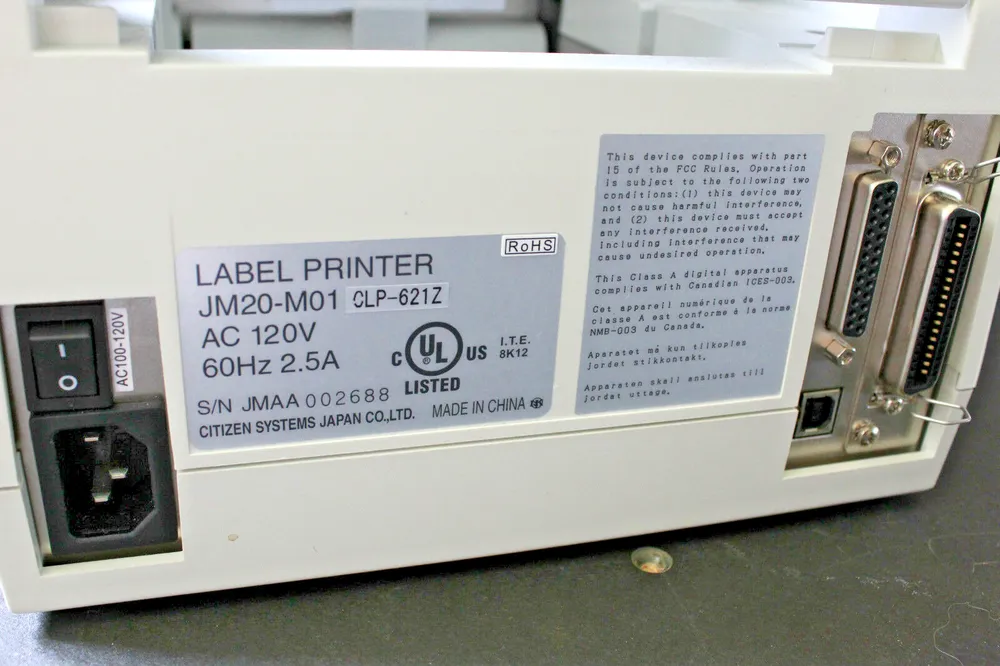 RoHS
LABEL PRINTER
JM20-M01 CLP-621Z
AC 120V
60Hz 2.5A
C UL US
LISTED
I.T.E.
8K12
S/N JMAA 002688
CITIZEN SYSTEMS JAPAN CO.,LTD. MADE IN CHINA
AC100-120V
This device complies with part
15 of the FCC Rules. Operation
is subject to the following two
conditions:(1) this device may
not cause harmful interference,
and (2) this device must accept
any interference received,
Including interference that may
cause undesired operation.
This Class A digital apparatus
complies with Canadian ICES-003.
Cet appareil numérique de la
classe A est conforme à la norme
NMB-003 du Canada.
Apparatet må kun tilkoples
jordet stikkontakt.
Apparaten skall anslutas till
jordat uttag.